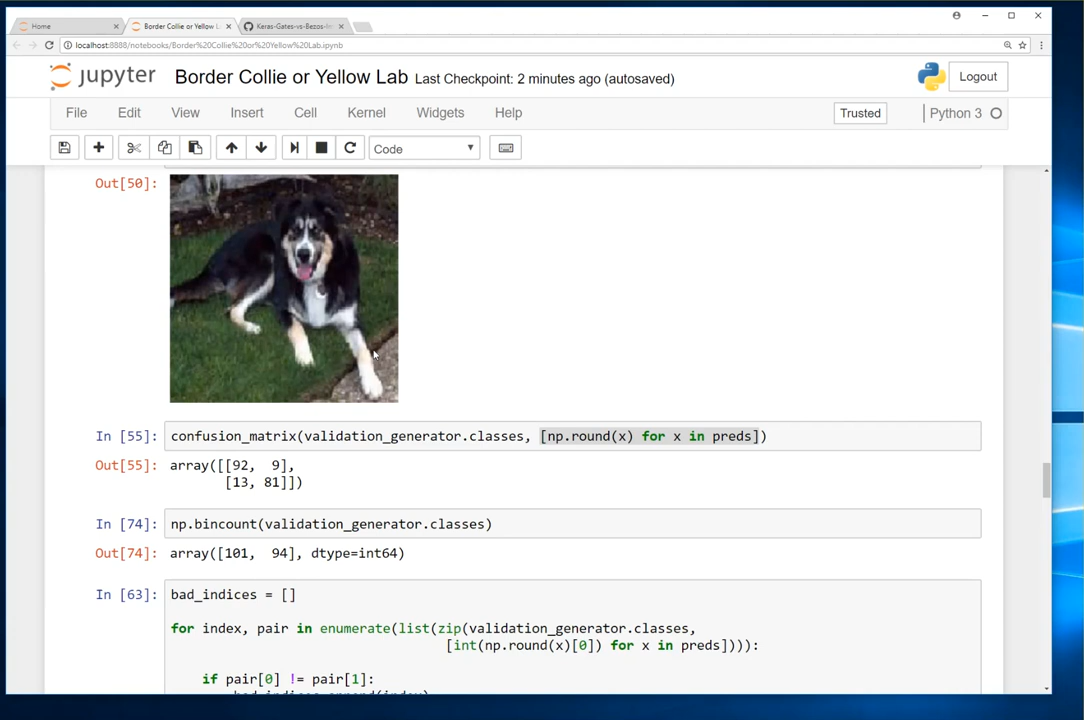 Home
Border Collie or Yellow L
Keras-Gates-vs-Bezos-In
localhost:8888/notebooks/Border%20Collie%20or%20Yellow%20Lab.ipynb
jupyter Border Collie or Yellow Lab Last Checkpoint: 2 minutes ago (autosaved) Logout
File Edit View Insert Cell Kernel Widgets Help Trusted Python 3
Code
Out[50]:
In [55]: confusion_matrix(validation_generator.classes, [np.round(x) for x in preds])
Out[55]: array([[92, 9],
[13, 81]])
In [74]: np.bincount(validation_generator.classes)
Out[74]: array([101, 94], dtype=int64)
In [63]: bad_indices = []
for index, pair in enumerate(list(zip(validation_generator.classes,
[int(np.round(x)[0]) for x in preds]))):
if pair[0] != pair[1]:
bad_indices.append(index)